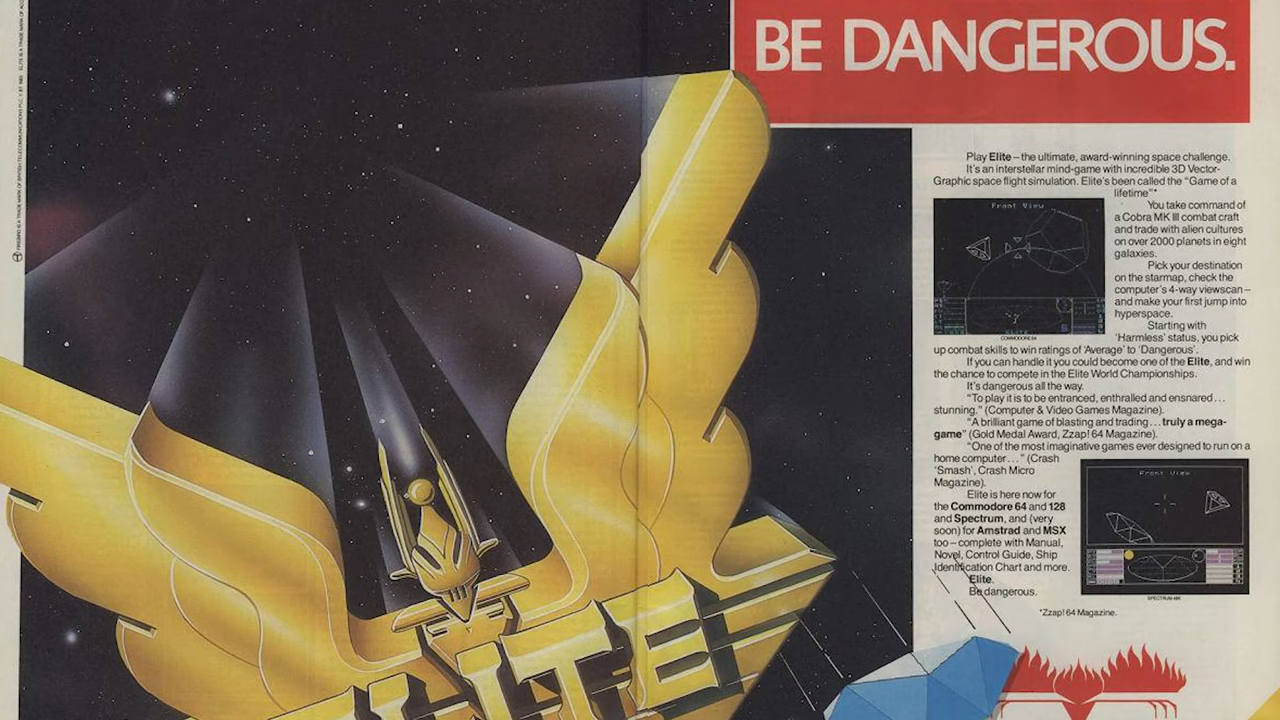 BE DANGEROUS.
Play Elite – the ultimate, award-winning space challenge.
It's an interstellar mind-game with incredible 3D Vector-
Graphic space flight simulation. Elite's been called the "Game of a
lifetime"*
You take command of
a Cobra MK III combat craft
and trade with alien cultures
on over 2000 planets in eight
galaxies.
Pick your destination
on the starmap, check the
computer's 4-way viewscan –
and make your first jump into
hyperspace.
Starting with
'Harmless' status, you pick
up combat skills to win ratings of 'Average' to 'Dangerous'.
If you can handle it you could become one of the Elite, and win
the chance to compete in the Elite World Championships.
It's dangerous all the way.
"To play it is to be entranced, enthralled and ensnared ...
stunning." (Computer & Video Games Magazine).
"A brilliant game of blasting and trading ... truly a mega-
game" (Gold Medal Award, Zzap! 64 Magazine).
"One of the most imaginative games ever designed to run on a
home computer ..." (Crash
'Smash', Crash Micro
Magazine).
Elite is here now for
the Commodore 64 and 128
and Spectrum, and (very
soon) for Amstrad and MSX
too – complete with Manual,
Novel, Control Guide, Ship
Identification Chart and more.
Elite.
Be dangerous.
*Zzap! 64 Magazine.
Front View
ELITE
COMMODORE 64
Front View
SPECTRUM 48K
ELITE